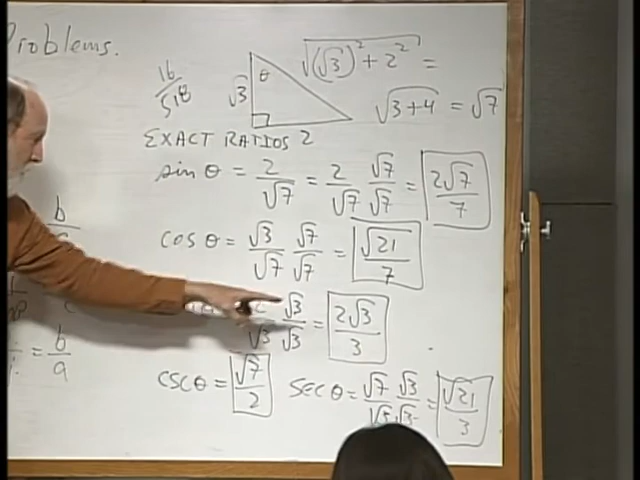 Problems.
16
518
θ
√3
√(√3)² + 2² =
√3+4 = √7
EXACT RATIOS 2
sin θ = 2/√7 = 2/√7 √7/√7 = 2√7/7
cos θ = √3/√7 √7/√7 = √21/7
√3 √3/√3 = 2√3/3
csc θ = √7/2 sec θ = √7/√3 √3/√3 = √21/3
b
= b/a